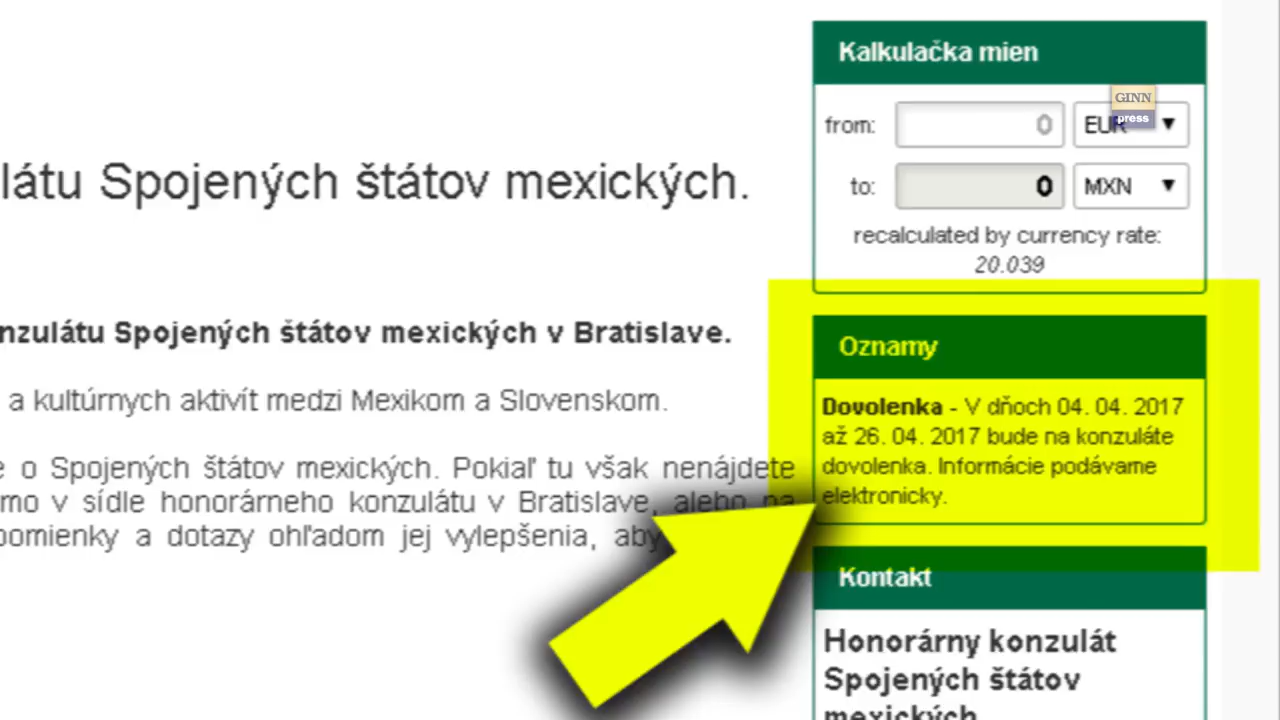 látu Spojených štátov mexických.
nzulátu Spojených štátov mexických v Bratislave.
a kultúrnych aktivít medzi Mexikom a Slovenskom.
e o Spojených štátov mexických. Pokiaľ tu však nenájdete
mo v sídle honorárneho konzulátu v Bratislave, alebo na
pomienky a dotazy ohľadom jej vylepšenia, aby
Kalkulačka mien
from: 0 EUR
to: 0 MXN
recalculated by currency rate:
20.039
GINN
press
Oznamy
Dovolenka - V dňoch 04. 04. 2017
až 26. 04. 2017 bude na konzuláte
dovolenka. Informácie podávame
elektronicky.
Kontakt
Honorárny konzulát
Spojených štátov
mexických